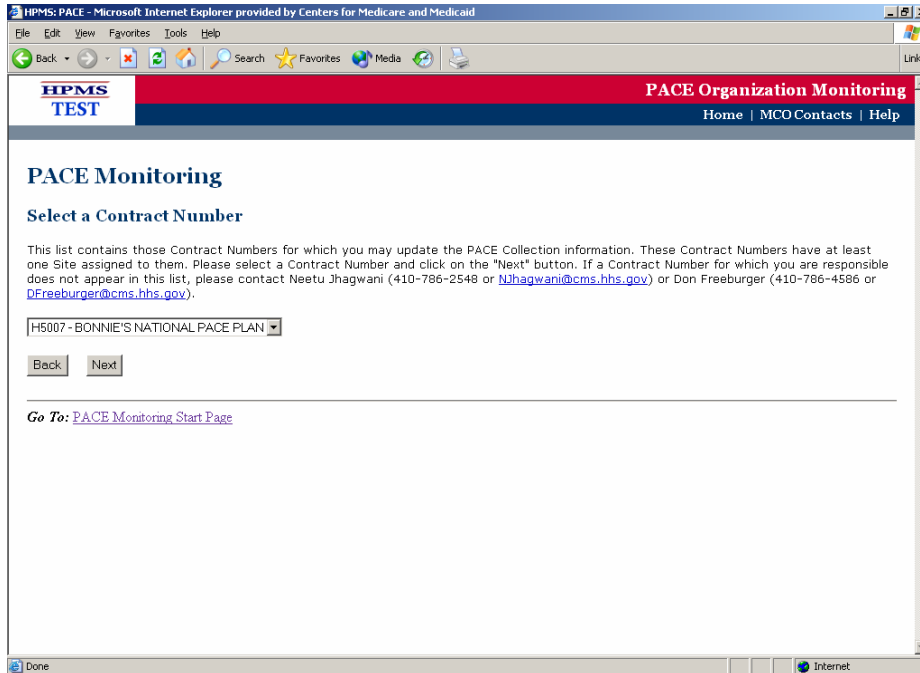 HPMS: PACE - Microsoft Internet Explorer provided by Centers for Medicare and Medicaid
File Edit View Favorites Tools Help
Back Search Favorites Media
Link
HPMS
TEST
PACE Organization Monitoring
Home | MCO Contacts | Help
PACE Monitoring
Select a Contract Number
This list contains those Contract Numbers for which you may update the PACE Collection information. These Contract Numbers have at least
one Site assigned to them. Please select a Contract Number and click on the "Next" button. If a Contract Number for which you are responsible
does not appear in this list, please contact Neetu Jhagwani (410-786-2548 or NJhagwani@cms.hhs.gov) or Don Freeburger (410-786-4586 or
DFreeburger@cms.hhs.gov).
H5007 - BONNIE'S NATIONAL PACE PLAN
Back Next
Go To: PACE Monitoring Start Page
Done Internet